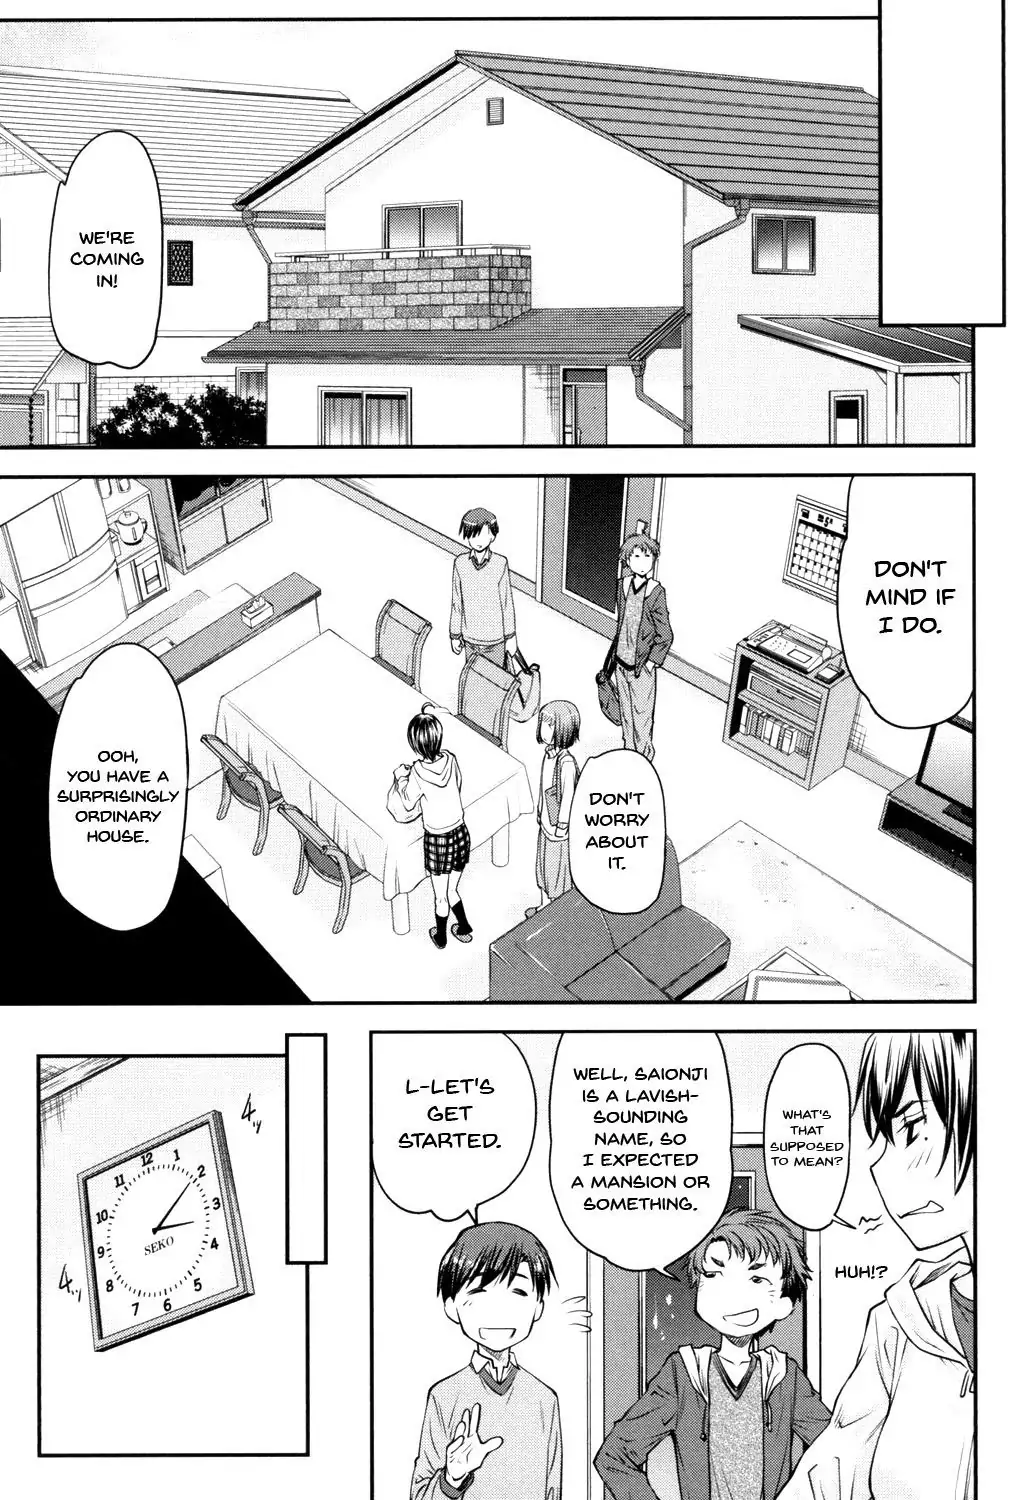 WE'RE
COMING
IN!
DON'T
MIND IF
I DO.
DON'T
WORRY
ABOUT
IT.
OOH,
YOU HAVE A
SURPRISINGLY
ORDINARY
HOUSE.
WHAT'S
THAT
SUPPOSED
TO MEAN?
HUH!?
WELL, SAIONJI
IS A LAVISH-
SOUNDING
NAME, SO
I EXPECTED
A MANSION OR
SOMETHING.
L-LET'S
GET
STARTED.
12
1
2
3
4
5
6
7
8
9
10
11
SEKO